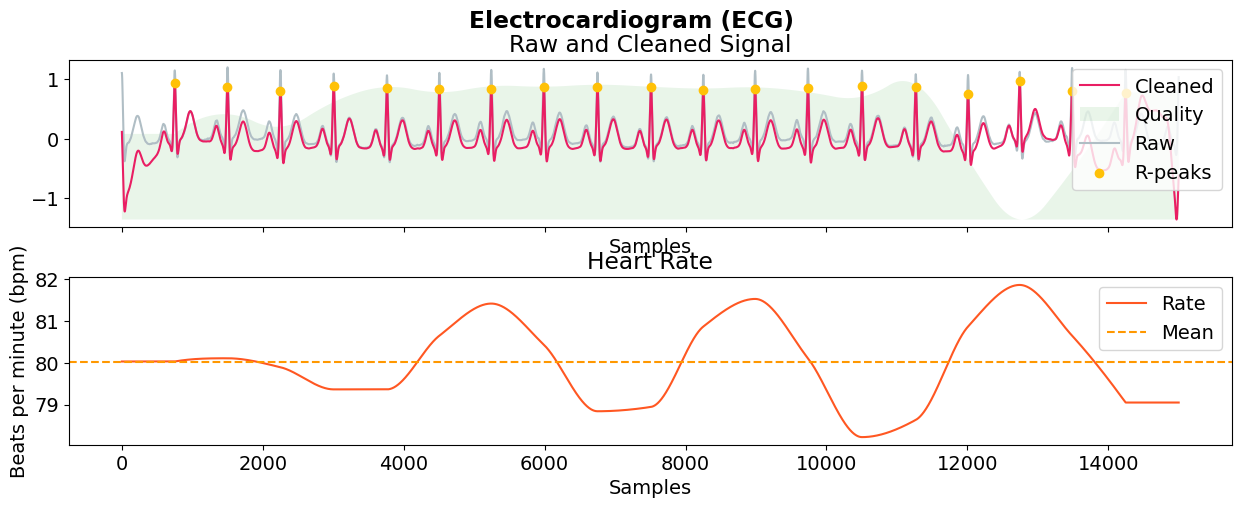 Electrocardiogram (ECG)
Raw and Cleaned Signal
1
0
−1
Cleaned
Quality
Raw
R-peaks
Samples
Heart Rate
Beats per minute (bpm)
82
81
80
79
Rate
Mean
0 2000 4000 6000 8000 10000 12000 14000
Samples